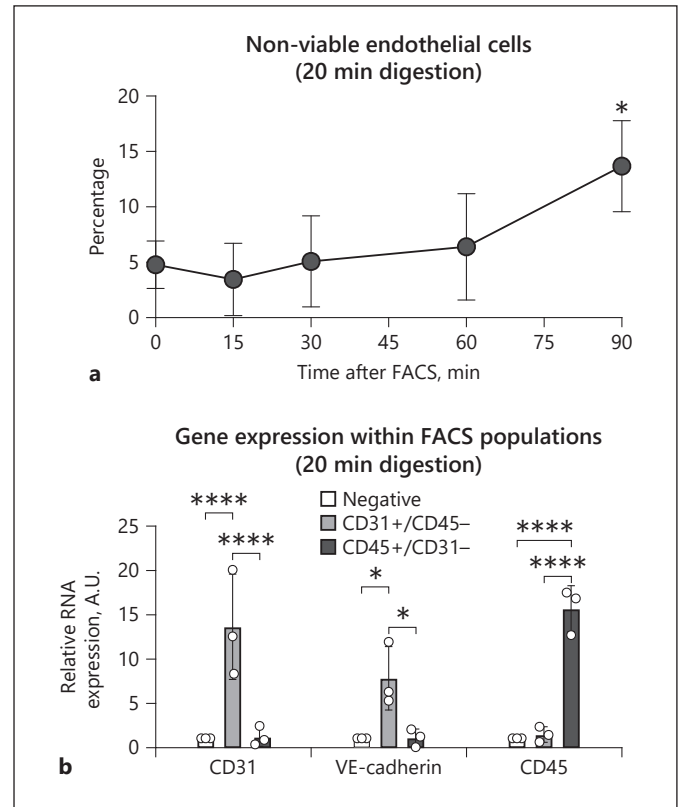 Non-viable endothelial cells
(20 min digestion)
20
15
10
5
0
Percentage
*
0 15 30 45 60 75 90
Time after FACS, min
a
Gene expression within FACS populations
(20 min digestion)
Negative
CD31+/CD45–
CD45+/CD31–
**** **** * * **** ****
25
20
15
10
5
0
Relative RNA
expression, A.U.
CD31 VE-cadherin CD45
b